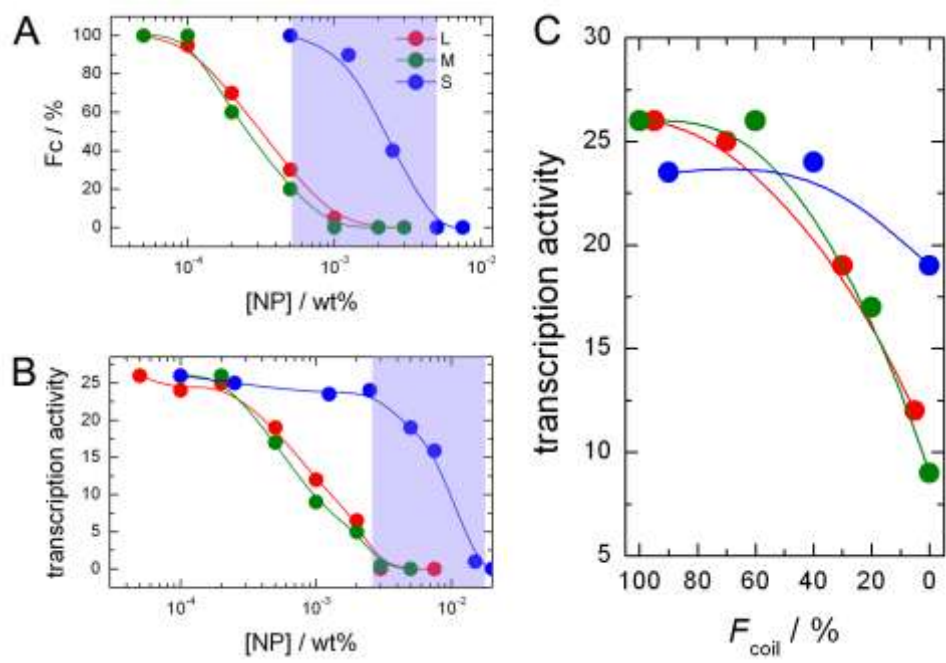 A
100
80
60
40
20
0
Fc / %
L
M
S
10⁻⁴
10⁻³
10⁻²
[NP] / wt%
B
25
20
15
10
5
0
transcription activity
10⁻⁴
10⁻³
10⁻²
[NP] / wt%
C
30
25
20
15
10
5
transcription activity
100 80 60 40 20 0
Fcoil / %